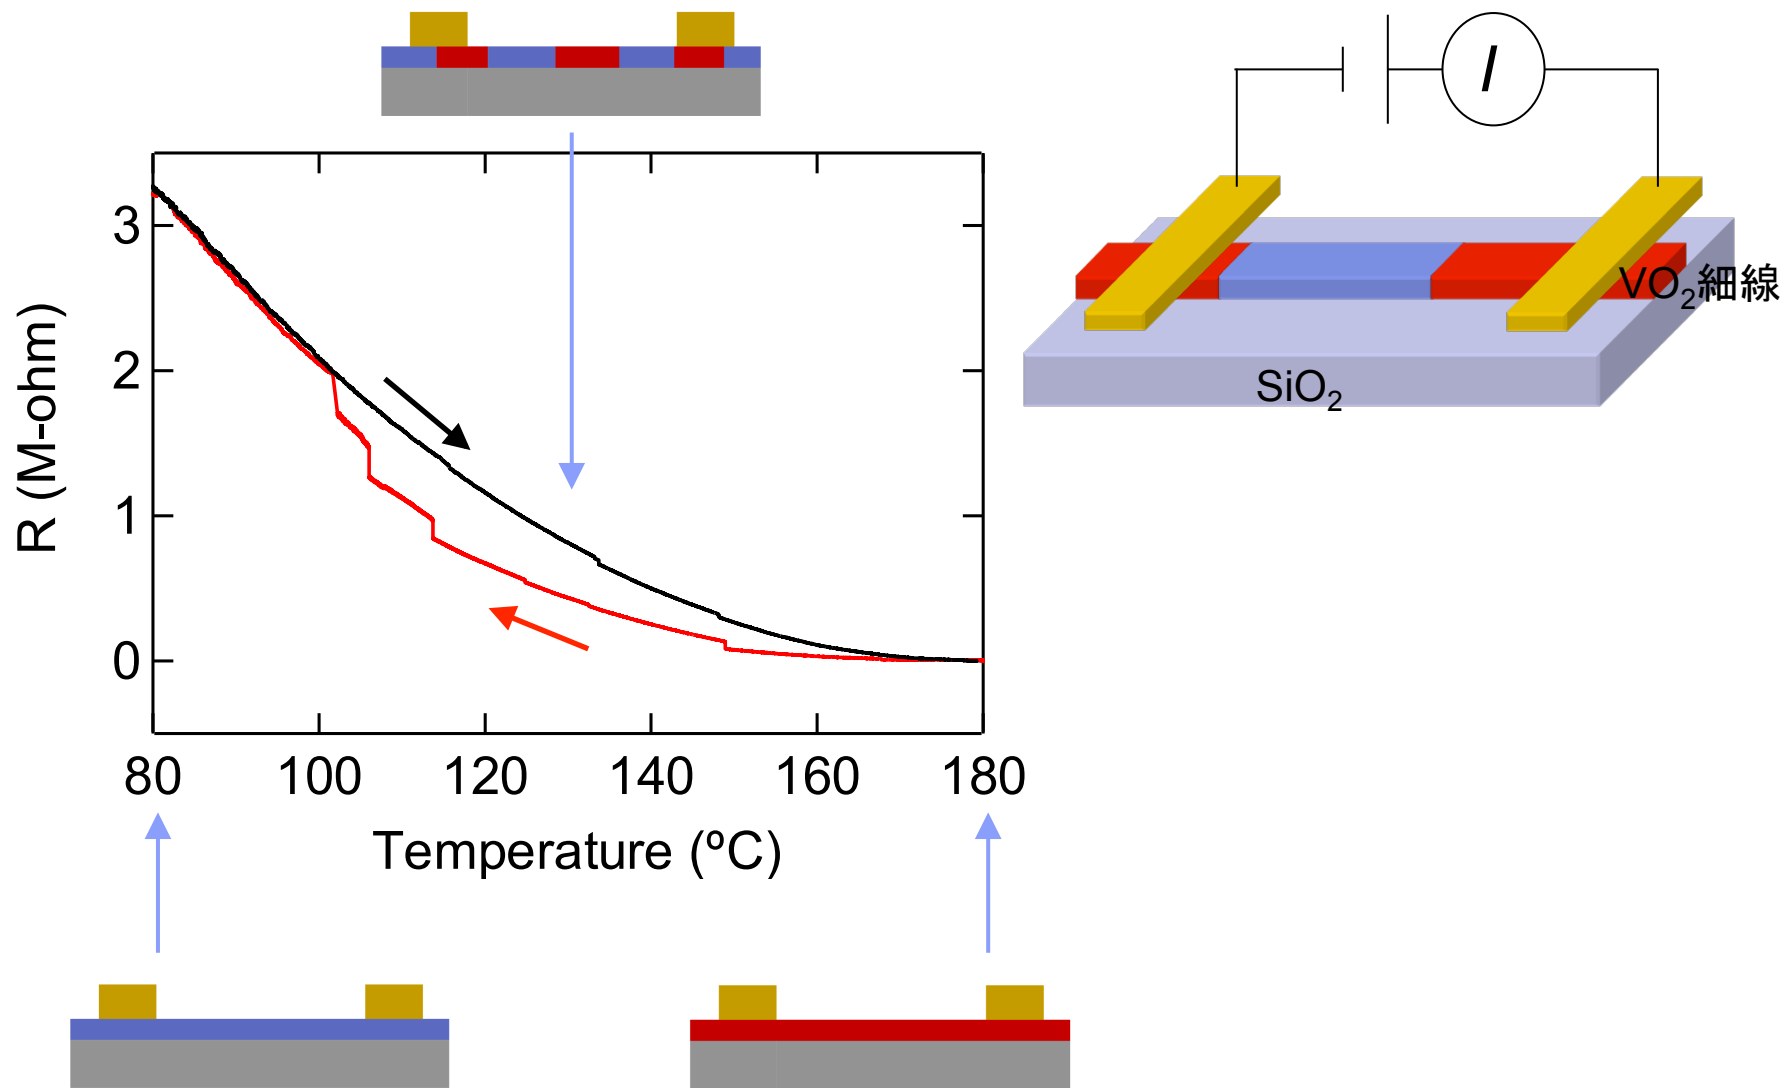 I
VO₂細線
SiO₂
R (M-ohm)
3
2
1
0
80 100 120 140 160 180
Temperature (ºC)